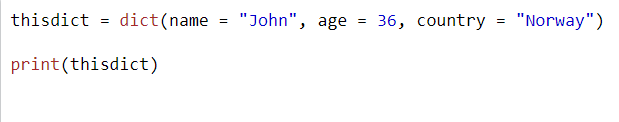 thisdict = dict(name = "John", age = 36, country = "Norway")
print(thisdict)